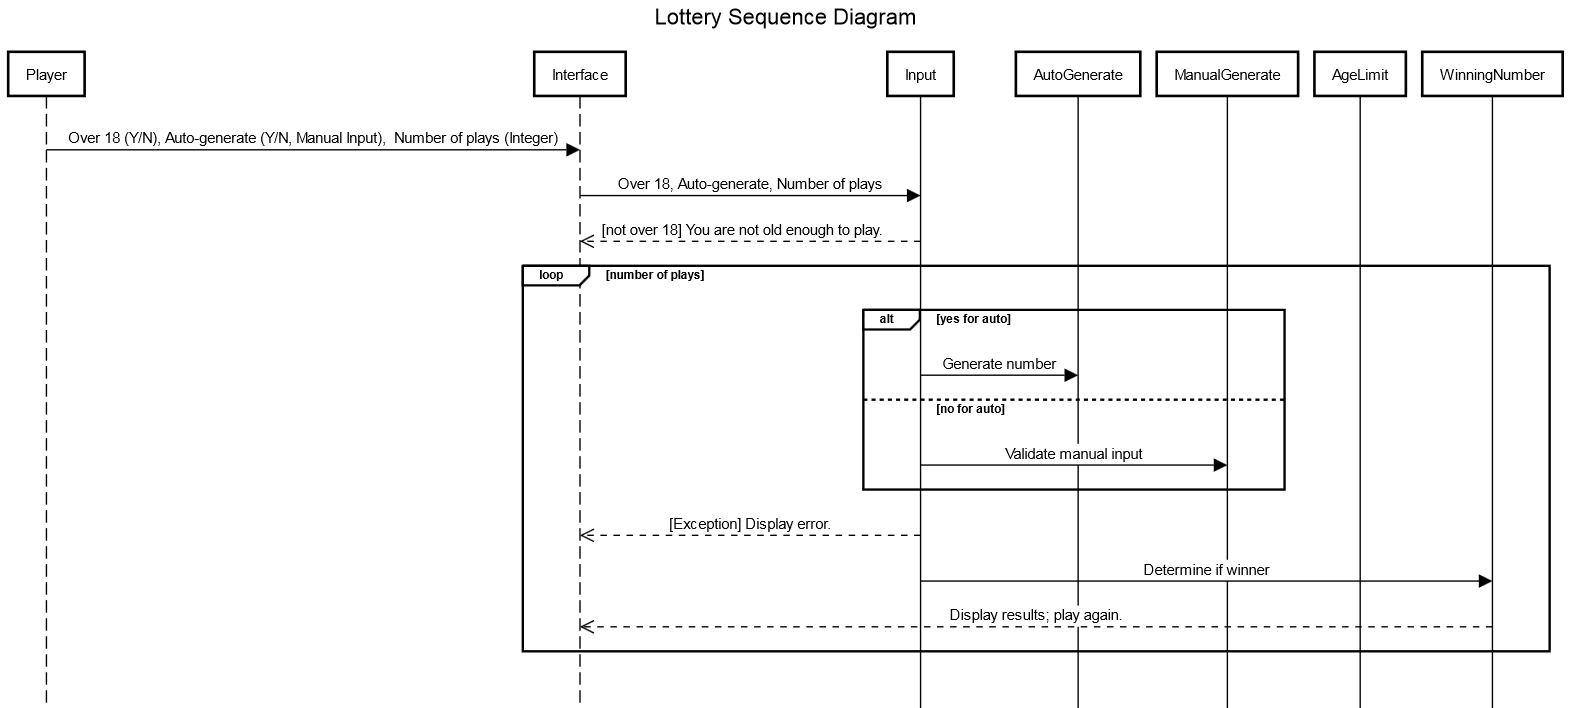 Lottery Sequence Diagram
Player
Interface
Input
AutoGenerate
ManualGenerate
AgeLimit
WinningNumber
Over 18 (Y/N), Auto-generate (Y/N, Manual Input),  Number of plays (Integer)
Over 18, Auto-generate, Number of plays
[not over 18] You are not old enough to play.
loop
[number of plays]
alt
[yes for auto]
Generate number
[no for auto]
Validate manual input
[Exception] Display error.
Determine if winner
Display results; play again.